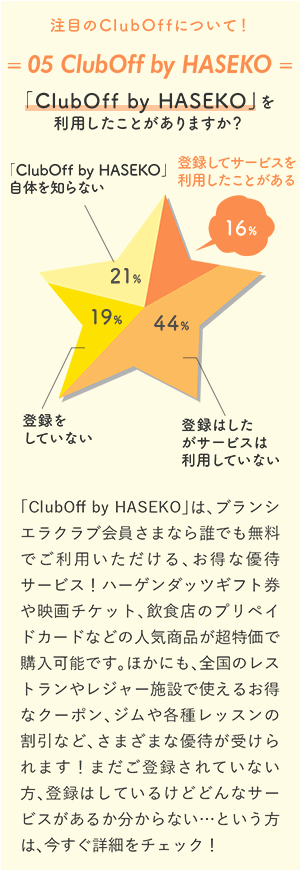 注目のClubOffについて！
= 05 ClubOff by HASEKO =
「ClubOff by HASEKO」を
利用したことがありますか？
「ClubOff by HASEKO」
自体を知らない
登録してサービスを
利用したことがある
16%
21%
19%
44%
登録を
していない
登録はした
がサービスは
利用していない
「ClubOff by HASEKO」は、ブランシ
エラクラブ会員さまなら誰でも無料
でご利用いただける、お得な優待
サービス！ハーゲンダッツギフト券
や映画チケット、飲食店のプリペイ
ドカードなどの人気商品が超特価で
購入可能です。ほかにも、全国のレス
トランやレジャー施設で使えるお得
なクーポン、ジムや各種レッスンの
割引など、さまざまな優待が受けら
れます！まだご登録されていない
方、登録はしているけどどんなサー
ビスがあるか分からない…という方
は、今すぐ詳細をチェック！